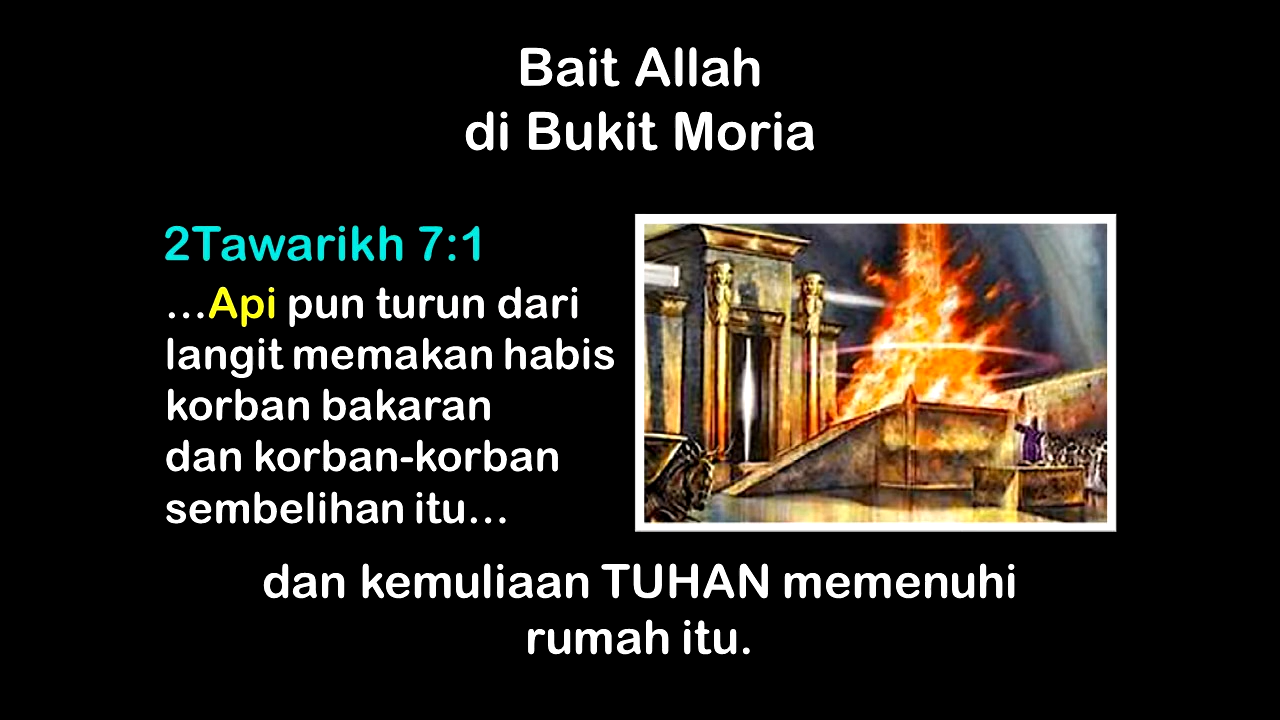 Bait Allah
di Bukit Moria
2Tawarikh 7:1
...Api pun turun dari
langit memakan habis
korban bakaran
dan korban-korban
sembelihan itu...
dan kemuliaan TUHAN memenuhi
rumah itu.